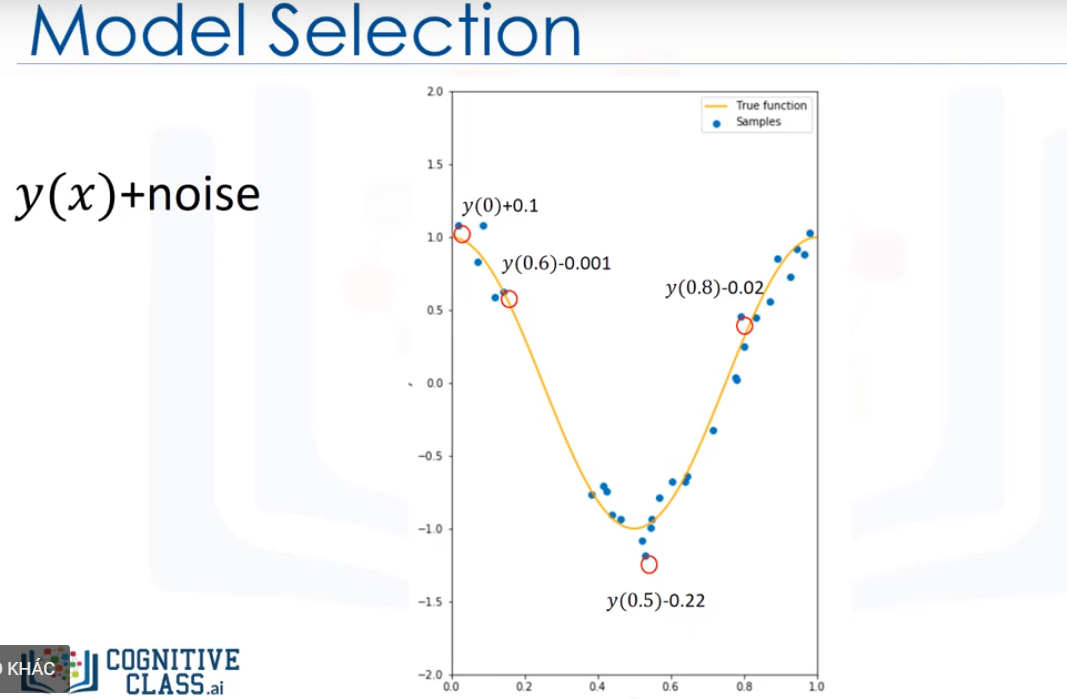 Model Selection
y(x)+noise
2.0
True function
Samples
1.5
y(0)+0.1
1.0
y(0.6)-0.001
y(0.8)-0.02
0.5
0.0
−0.5
−1.0
y(0.5)-0.22
−1.5
−2.0
0.0 0.2 0.4 0.6 0.8 1.0
KHÁC
COGNITIVE
CLASS.ai